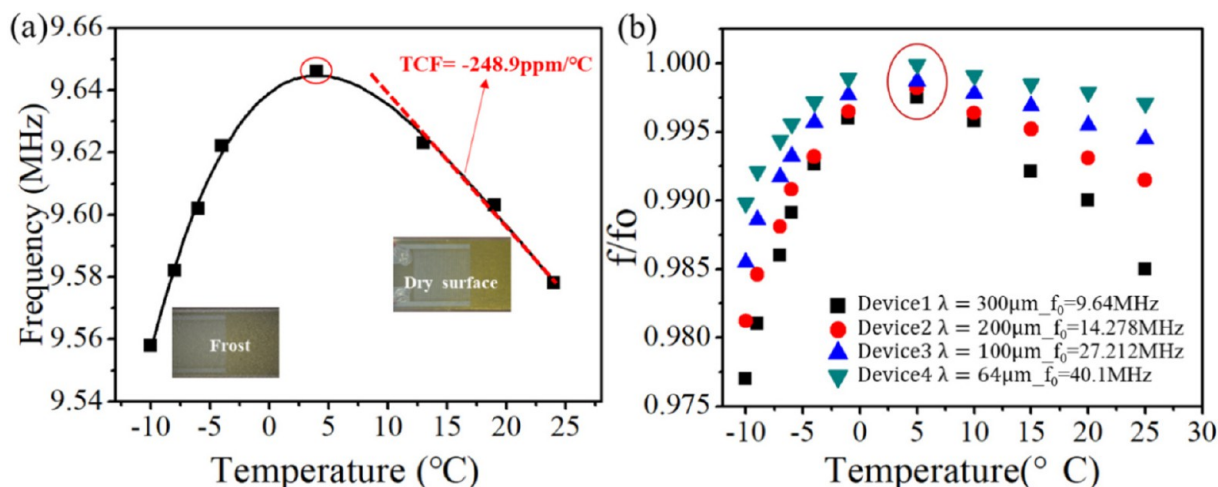 (a)
9.66
9.64
9.62
9.60
9.58
9.56
9.54
Frequency (MHz)
TCF= -248.9ppm/°C
Dry surface
Frost
-10 -5 0 5 10 15 20 25
Temperature (°C)
(b)
1.000
0.995
0.990
0.985
0.980
0.975
f/fo
Device1 λ = 300μm_f₀=9.64MHz
Device2 λ = 200μm_f₀=14.278MHz
Device3 λ = 100μm_f₀=27.212MHz
Device4 λ = 64μm_f₀=40.1MHz
-10 -5 0 5 10 15 20 25 30
Temperature(° C)